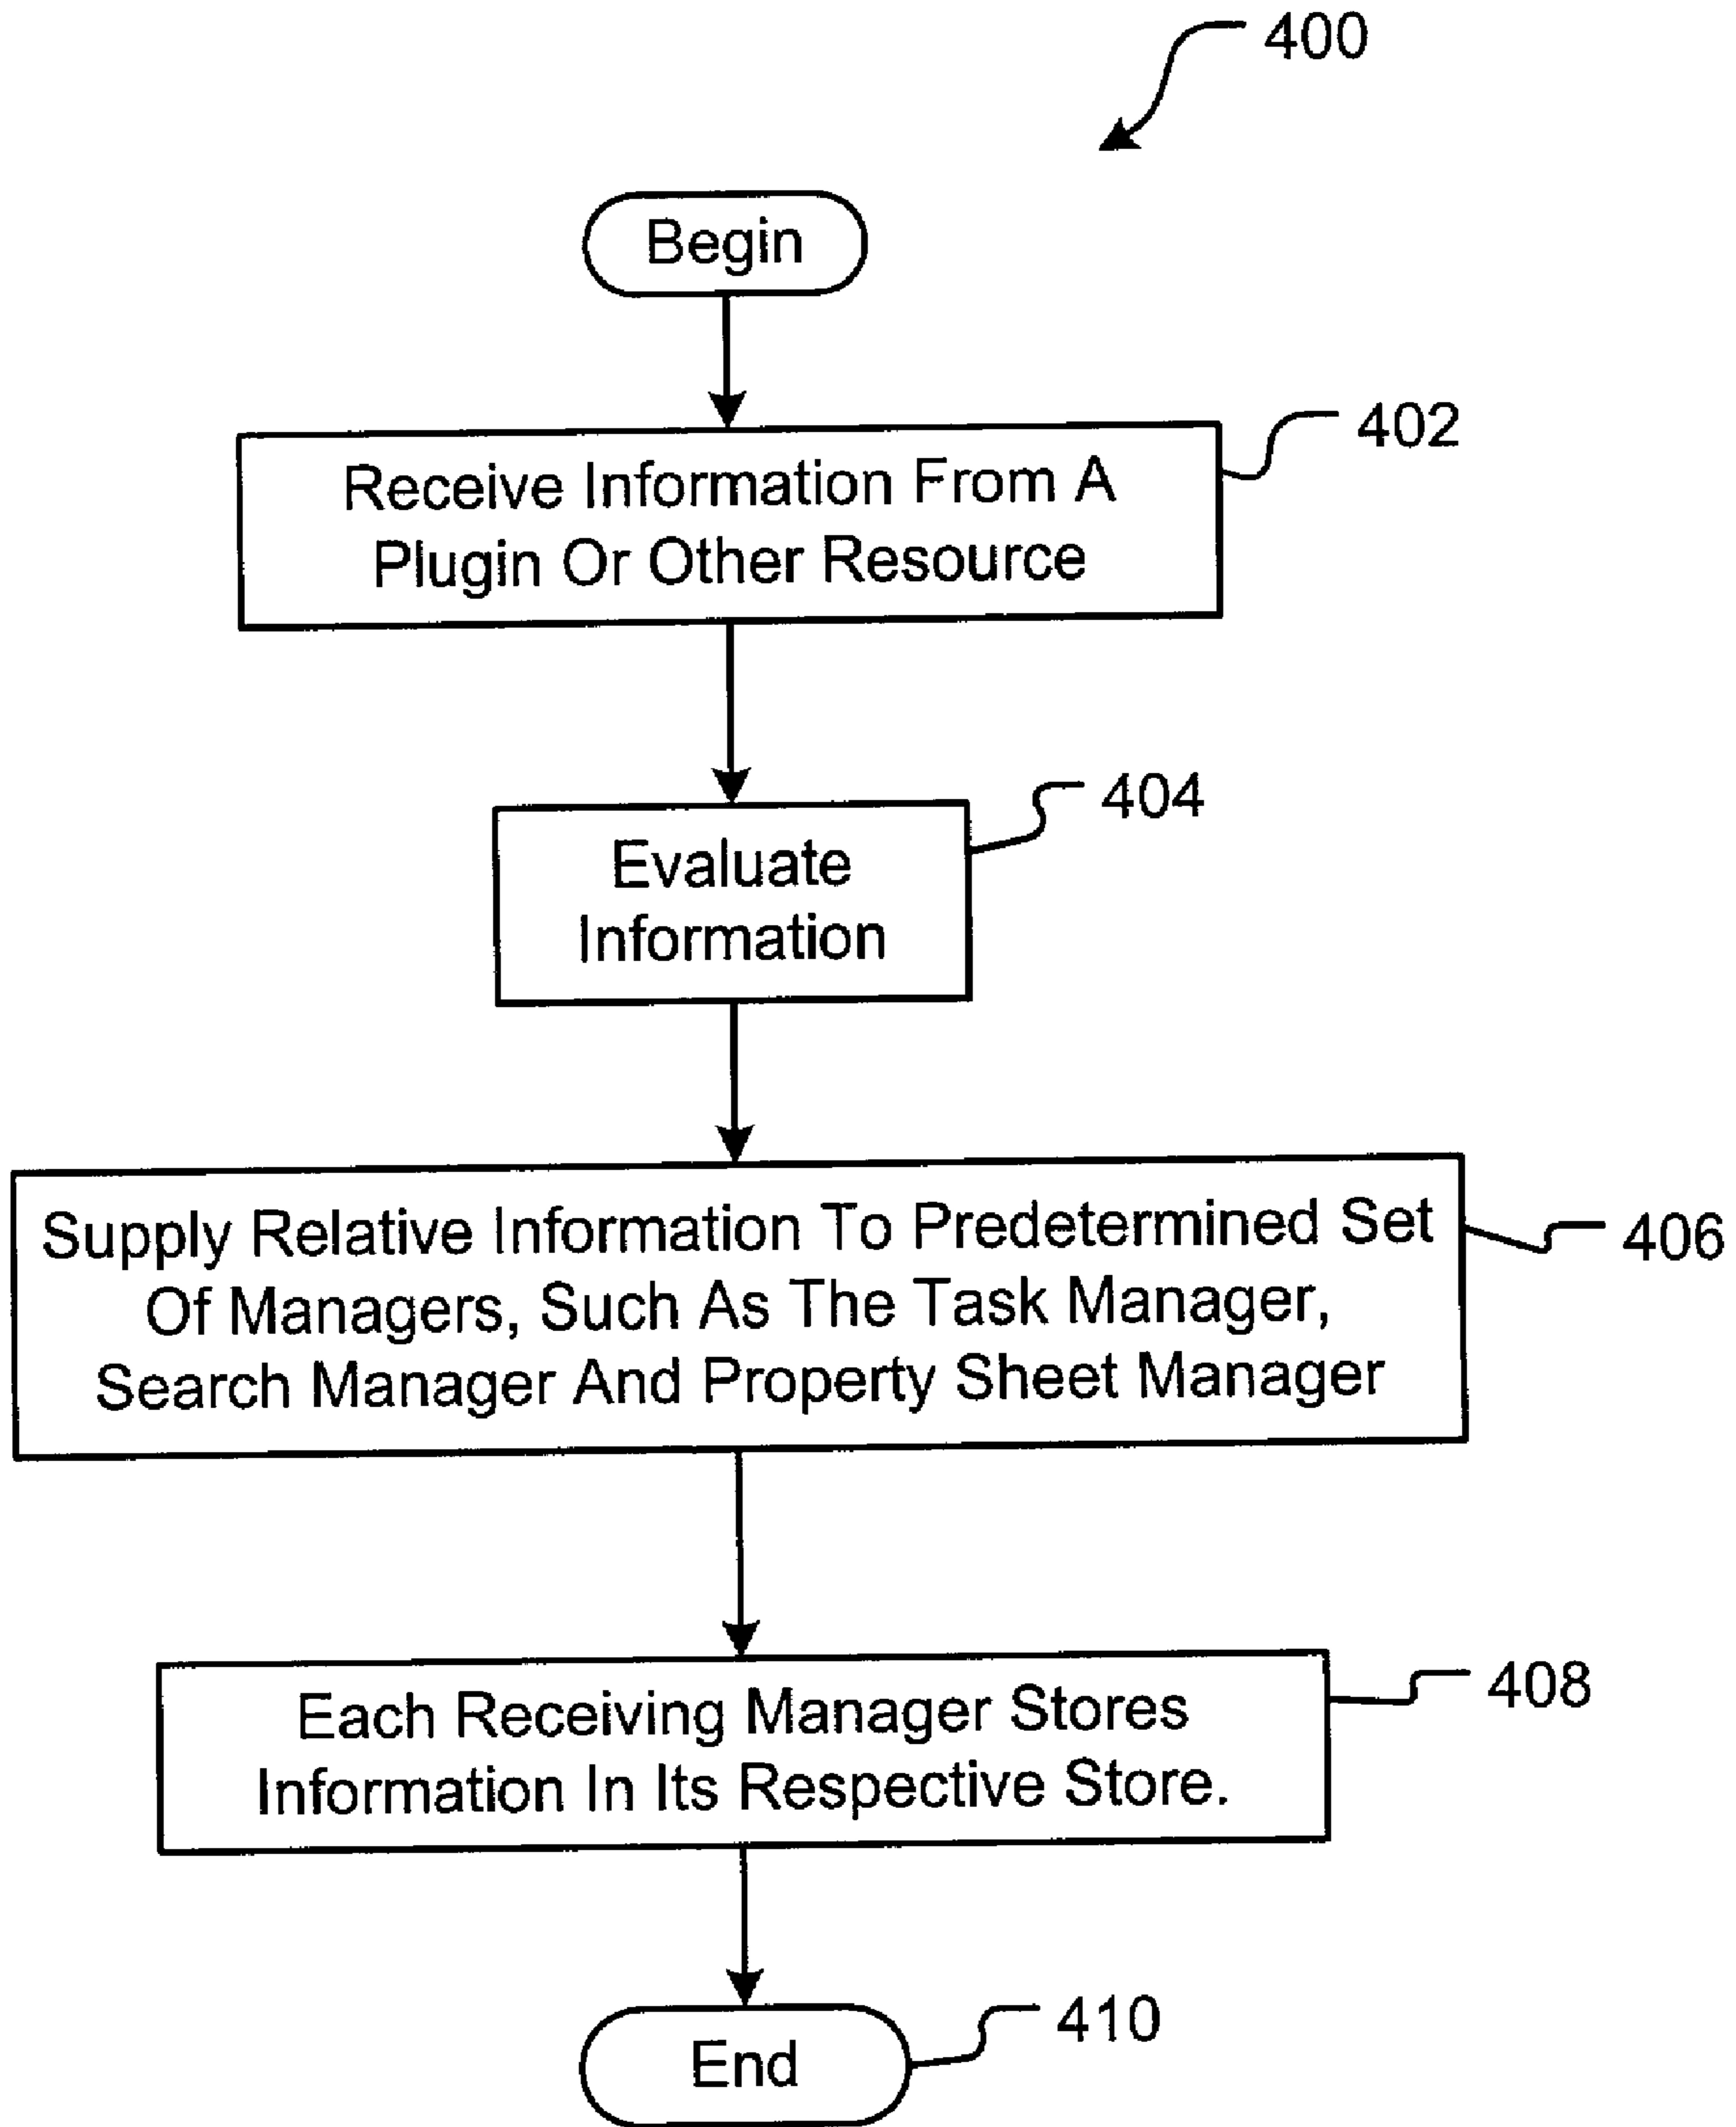 400
Begin
402
Receive Information From A
Plugin Or Other Resource
404
Evaluate
Information
406
Supply Relative Information To Predetermined Set
Of Managers, Such As The Task Manager,
Search Manager And Property Sheet Manager
408
Each Receiving Manager Stores
Information In Its Respective Store.
410
End